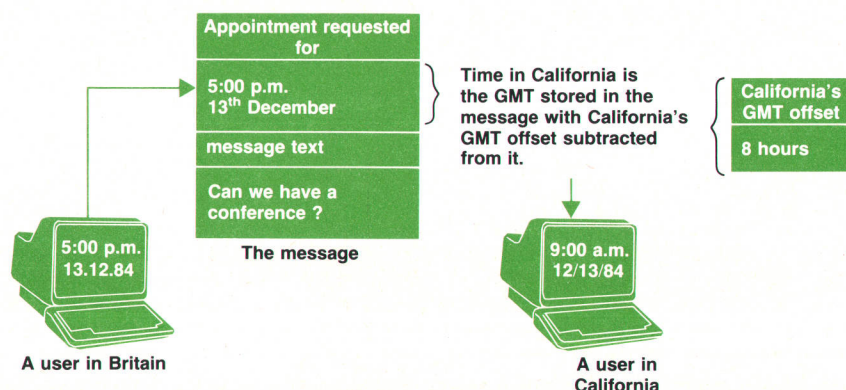 Appointment requested
for
5:00 p.m.
13th December
message text
Can we have a
conference ?
The message
Time in California is
the GMT stored in the
message with California's
GMT offset subtracted
from it.
California's
GMT offset
8 hours
5:00 p.m.
13.12.84
A user in Britain
9:00 a.m.
12/13/84
A user in
California